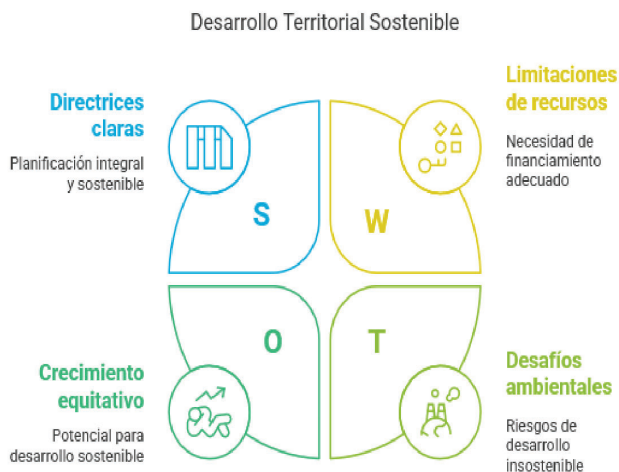 Desarrollo Territorial Sostenible
Directrices
claras
Planificación integral
y sostenible
Limitaciones
de recursos
Necesidad de
financiamiento
adecuado
S
W
O
T
Crecimiento
equitativo
Potencial para
desarrollo sostenible
Desafíos
ambientales
Riesgos de
desarrollo
insostenible